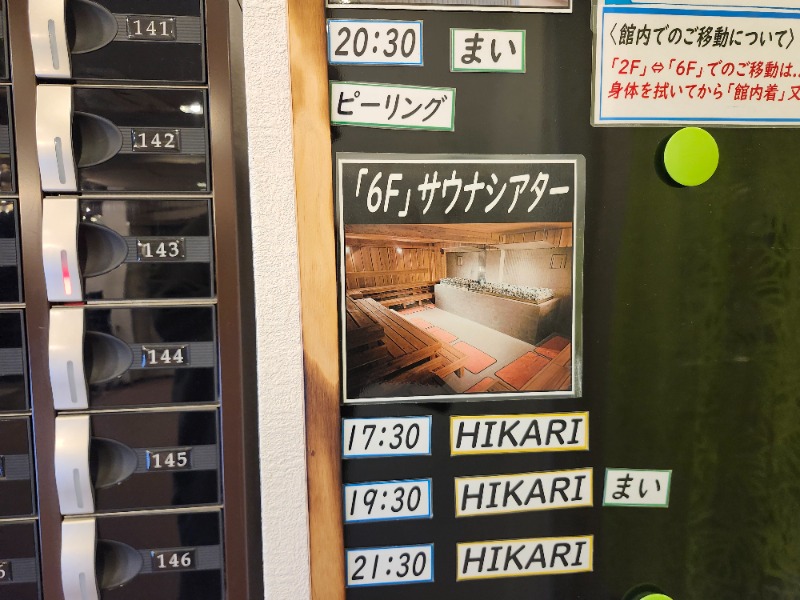 141
142
143
144
145
146
20:30 まい
ピーリング
「6F」サウナシアター
17:30 HIKARI
19:30 HIKARI まい
21:30 HIKARI
〈館内でのご移動について〉
「2F」⇔「6F」でのご移動は...
身体を拭いてから「館内着」又